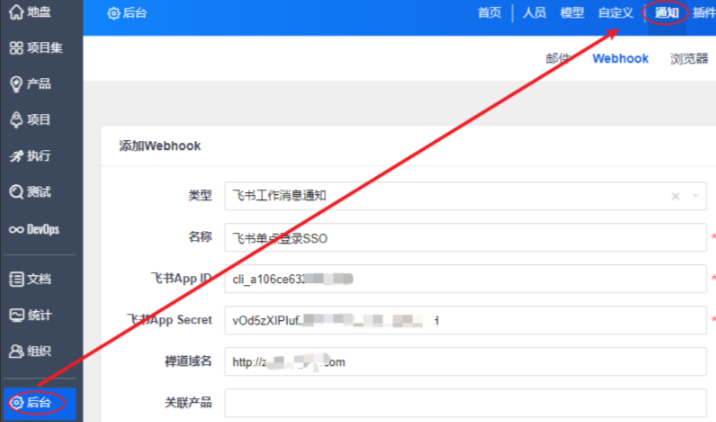 地盘
项目集
产品
项目
执行
测试
DevOps
文档
统计
组织
后台
后台
首页 人员 模型 自定义 通知 插件
邮件 Webhook 浏览器
添加Webhook
类型 飞书工作消息通知
名称 飞书单点登录SSO *
飞书App ID cli_a106ce63 *
飞书App Secret vOd5zXIPIuf H *
禅道域名 http://z com
关联产品